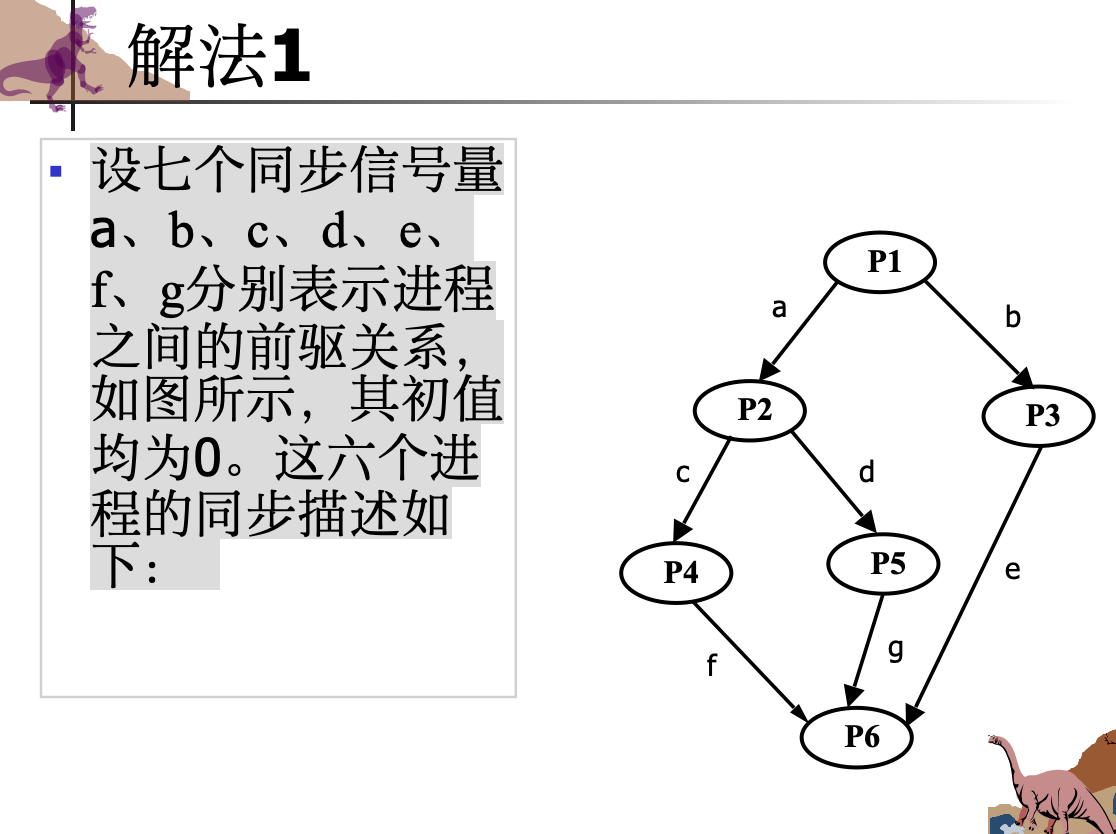 解法1
设七个同步信号量
a、b、c、d、e、
f、g分别表示进程
之间的前驱关系，
如图所示，其初值
均为0。这六个进
程的同步描述如
下：
P1
a
b
P2
P3
c
d
P4
P5
e
f
g
P6